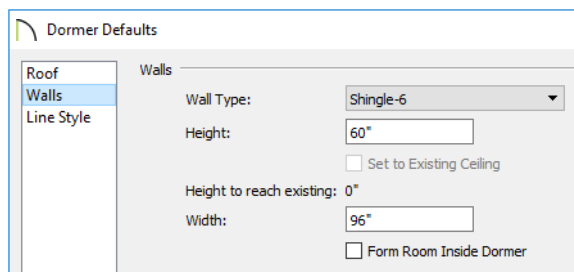 Dormer Defaults
Roof
Walls
Line Style
Walls
Wall Type: Shingle-6
Height: 60"
Set to Existing Ceiling
Height to reach existing: 0"
Width: 96"
Form Room Inside Dormer